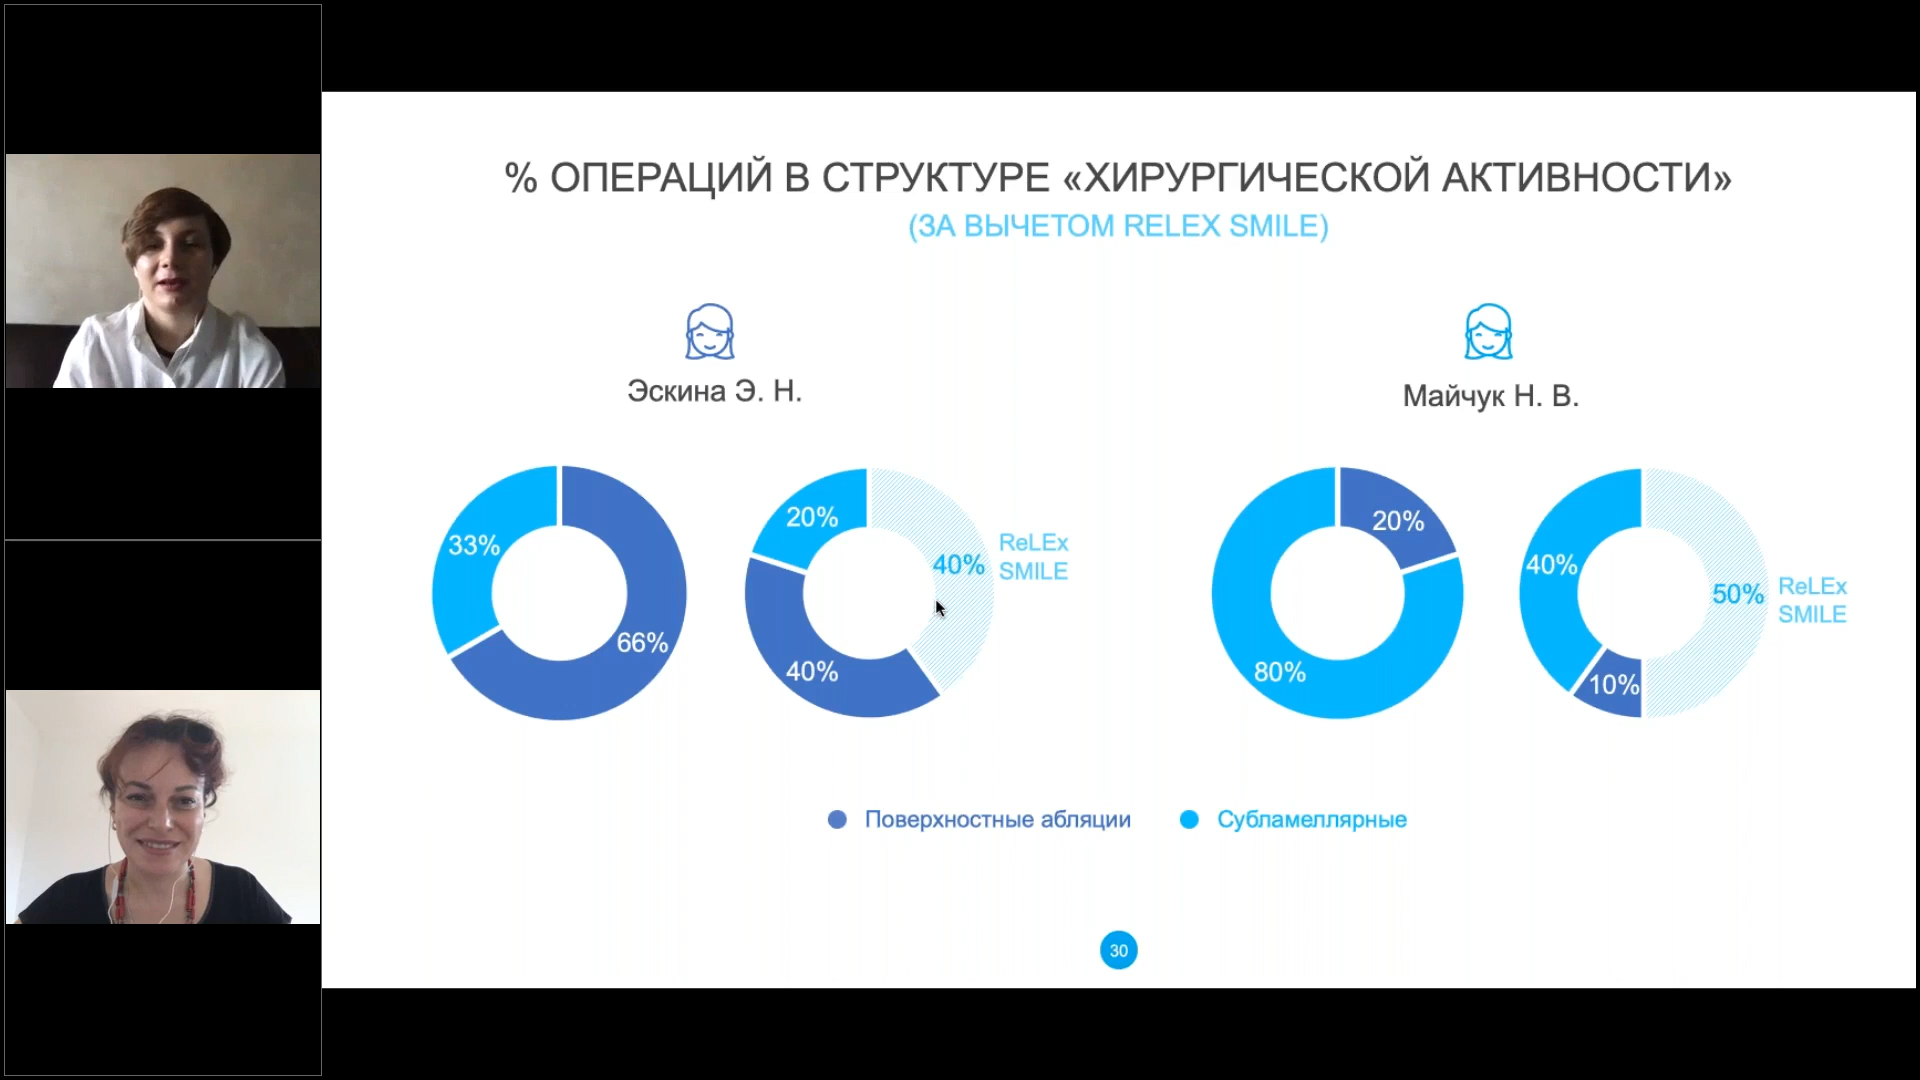 % ОПЕРАЦИЙ В СТРУКТУРЕ «ХИРУРГИЧЕСКОЙ АКТИВНОСТИ»
(ЗА ВЫЧЕТОМ RELEX SMILE)
Эскина Э. Н.
Майчук Н. В.
33%
66%
20%
40%
40%
ReLEx
SMILE
20%
80%
40%
10%
50%
ReLEx
SMILE
Поверхностные абляции
Субламеллярные
30